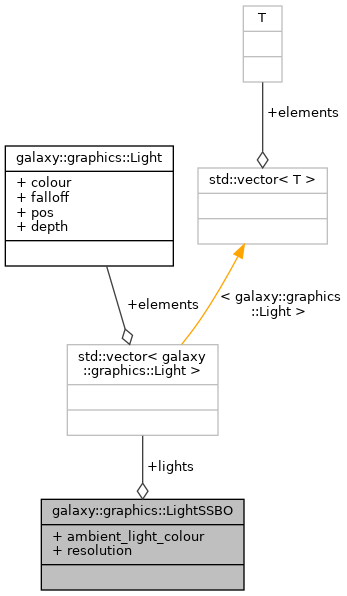 T
+elements
galaxy::graphics::Light
+ colour
+ falloff
+ pos
+ depth
std::vector< T >
+elements
< galaxy::graphics
::Light >
std::vector< galaxy
::graphics::Light >
+lights
galaxy::graphics::LightSSBO
+ ambient_light_colour
+ resolution